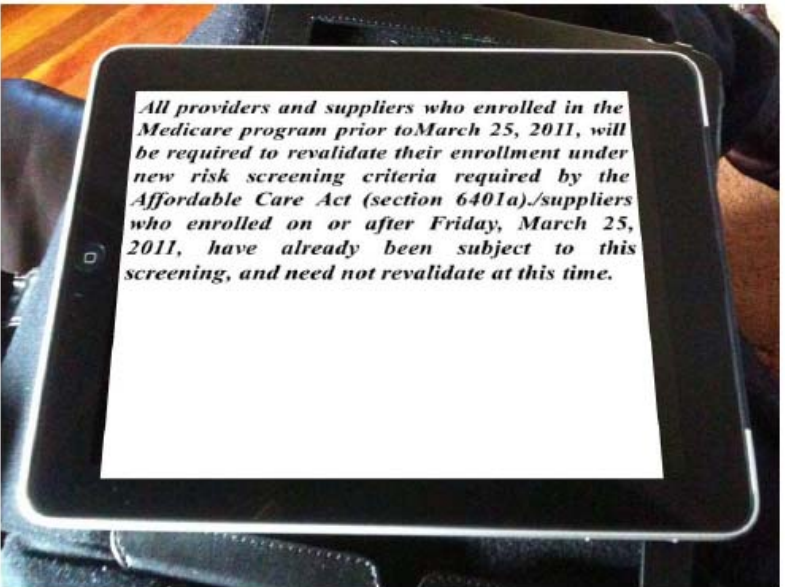 All providers and suppliers who enrolled in the
Medicare program prior toMarch 25, 2011, will
be required to revalidate their enrollment under
new risk screening criteria required by the
Affordable Care Act (section 6401a)./suppliers
who enrolled on or after Friday, March 25,
2011, have already been subject to this
screening, and need not revalidate at this time.